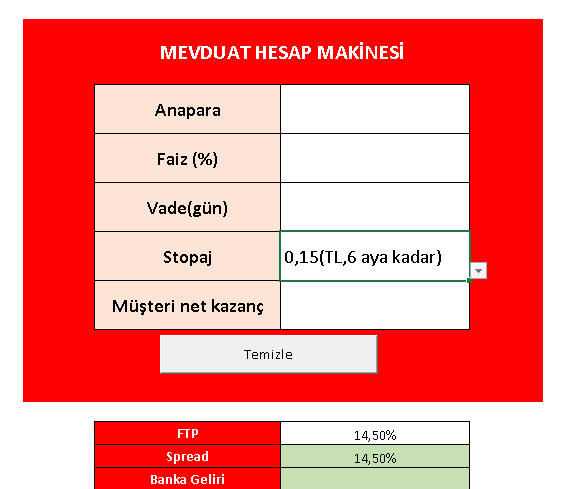 MEVDUAT HESAP MAKİNESİ
Anapara
Faiz (%)
Vade(gün)
Stopaj 0,15(TL,6 aya kadar)
Müşteri net kazanç
Temizle
FTP 14,50%
Spread 14,50%
Banka Geliri